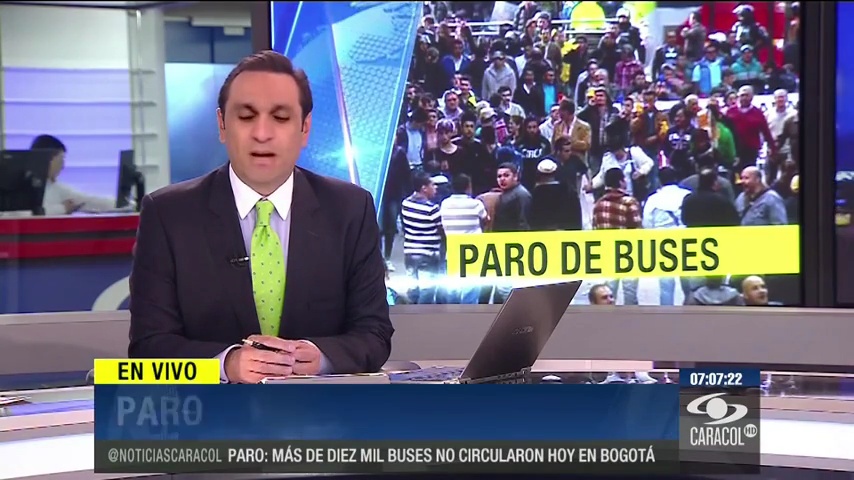 PARO DE BUSES
EN VIVO
07:07:22
PARO
CARACOL HD
@NOTICIASCARACOL PARO: MÁS DE DIEZ MIL BUSES NO CIRCULARON HOY EN BOGOTÁ